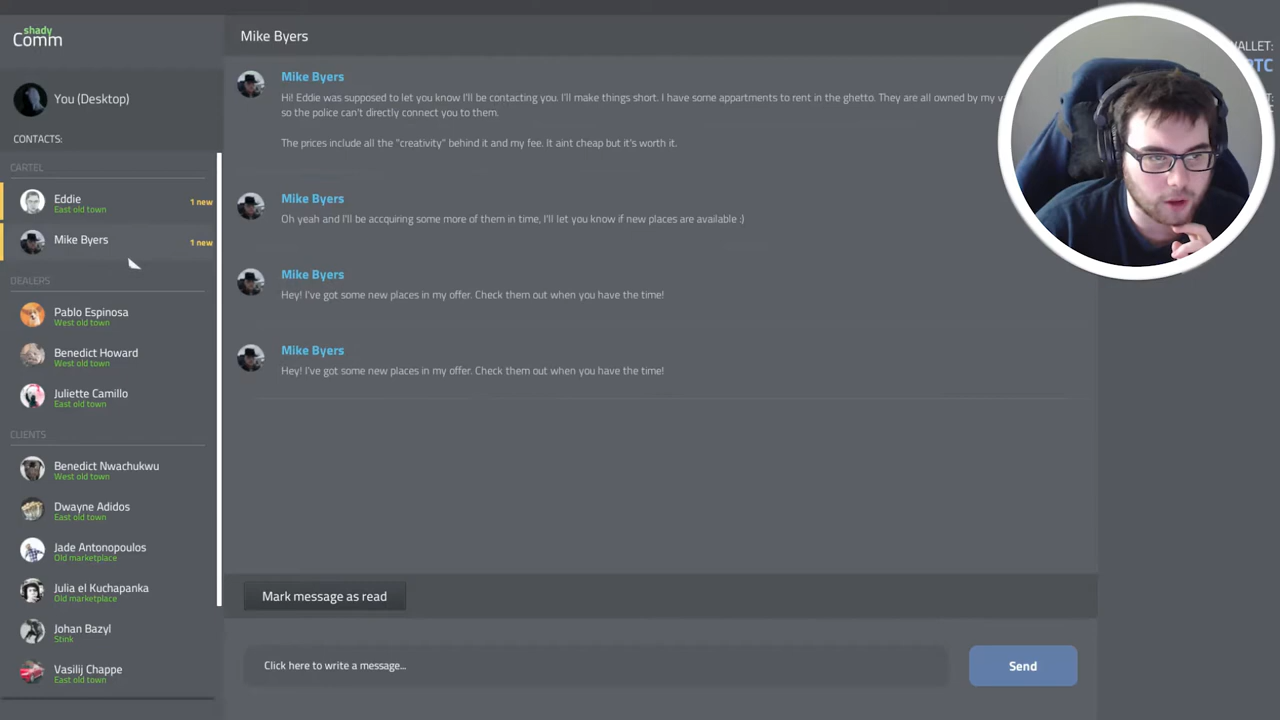 shady
Comm
You (Desktop)
CONTACTS:
CARTEL
Eddie
East old town
1 new
Mike Byers
1 new
DEALERS
Pablo Espinosa
West old town
Benedict Howard
West old town
Juliette Camillo
East old town
CLIENTS
Benedict Nwachukwu
West old town
Dwayne Adidos
East old town
Jade Antonopoulos
Old marketplace
Julia el Kuchapanka
Old marketplace
Johan Bazyl
Stink
Vasilij Chappe
East old town
Mike Byers
Mike Byers
Hi! Eddie was supposed to let you know I'll be contacting you. I'll make things short. I have some appartments to rent in the ghetto. They are all owned by my
so the police can't directly connect you to them.
The prices include all the "creativity" behind it and my fee. It aint cheap but it's worth it.
Mike Byers
Oh yeah and I'll be accquiring some more of them in time, I'll let you know if new places are available :)
Mike Byers
Hey! I've got some new places in my offer. Check them out when you have the time!
Mike Byers
Hey! I've got some new places in my offer. Check them out when you have the time!
Mark message as read
Click here to write a message...
Send